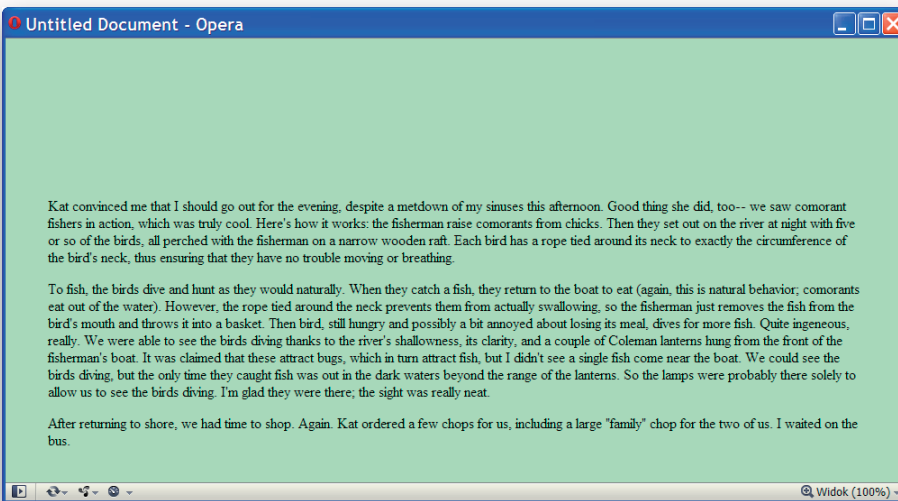 Untitled Document - Opera
Kat convinced me that I should go out for the evening, despite a metdown of my sinuses this afternoon. Good thing she did, too-- we saw comorant
fishers in action, which was truly cool. Here's how it works: the fisherman raise comorants from chicks. Then they set out on the river at night with five
or so of the birds, all perched with the fisherman on a narrow wooden raft. Each bird has a rope tied around its neck to exactly the circumference of
the bird's neck, thus ensuring that they have no trouble moving or breathing.
To fish, the birds dive and hunt as they would naturally. When they catch a fish, they return to the boat to eat (again, this is natural behavior; comorants
eat out of the water). However, the rope tied around the neck prevents them from actually swallowing, so the fisherman just removes the fish from the
bird's mouth and throws it into a basket. Then bird, still hungry and possibly a bit annoyed about losing its meal, dives for more fish. Quite ingeneous,
really. We were able to see the birds diving thanks to the river's shallowness, its clarity, and a couple of Coleman lanterns hung from the front of the
fisherman's boat. It was claimed that these attract bugs, which in turn attract fish, but I didn't see a single fish come near the boat. We could see the
birds diving, but the only time they caught fish was out in the dark waters beyond the range of the lanterns. So the lamps were probably there solely to
allow us to see the birds diving. I'm glad they were there; the sight was really neat.
After returning to shore, we had time to shop. Again. Kat ordered a few chops for us, including a large "family" chop for the two of us. I waited on the
bus.
Widok (100%)